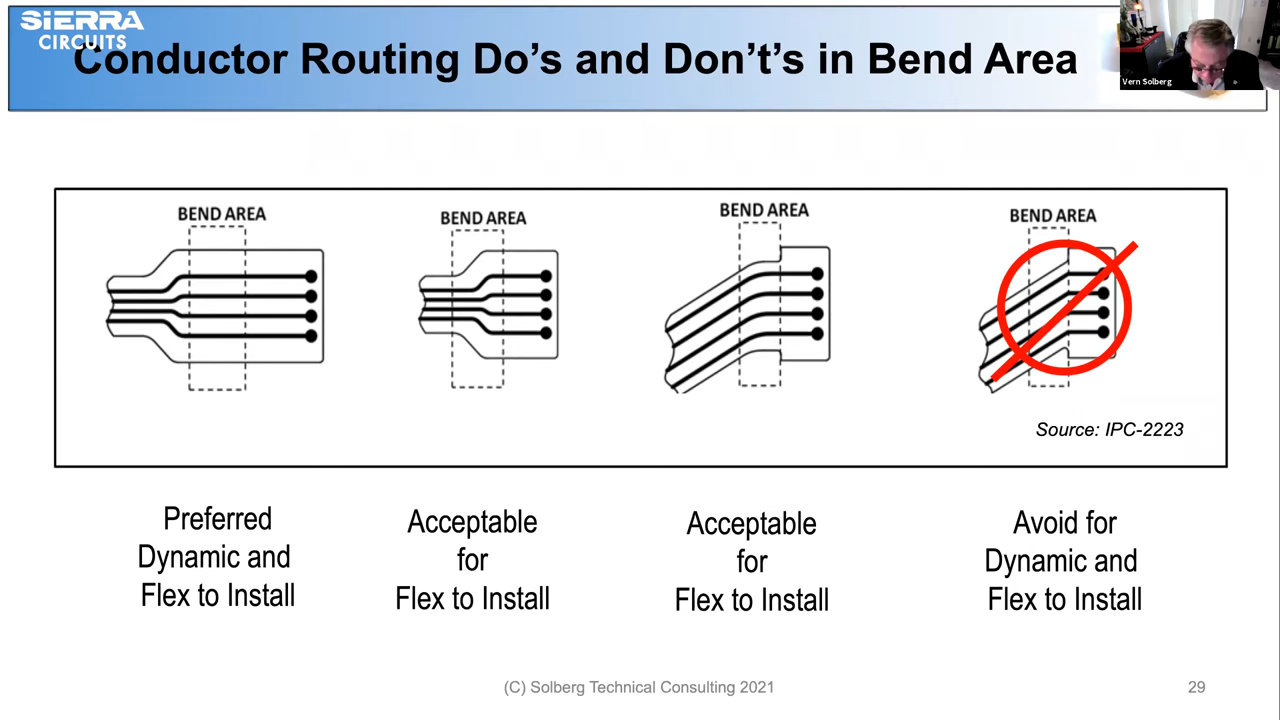 SiERRA
CIRCUITS
Conductor Routing Do's and Don't's in Bend Area
Vern Solberg
BEND AREA
BEND AREA
BEND AREA
BEND AREA
Source: IPC-2223
Preferred
Dynamic and
Flex to Install
Acceptable
for
Flex to Install
Acceptable
for
Flex to Install
Avoid for
Dynamic and
Flex to Install
(C) Solberg Technical Consulting 2021
29